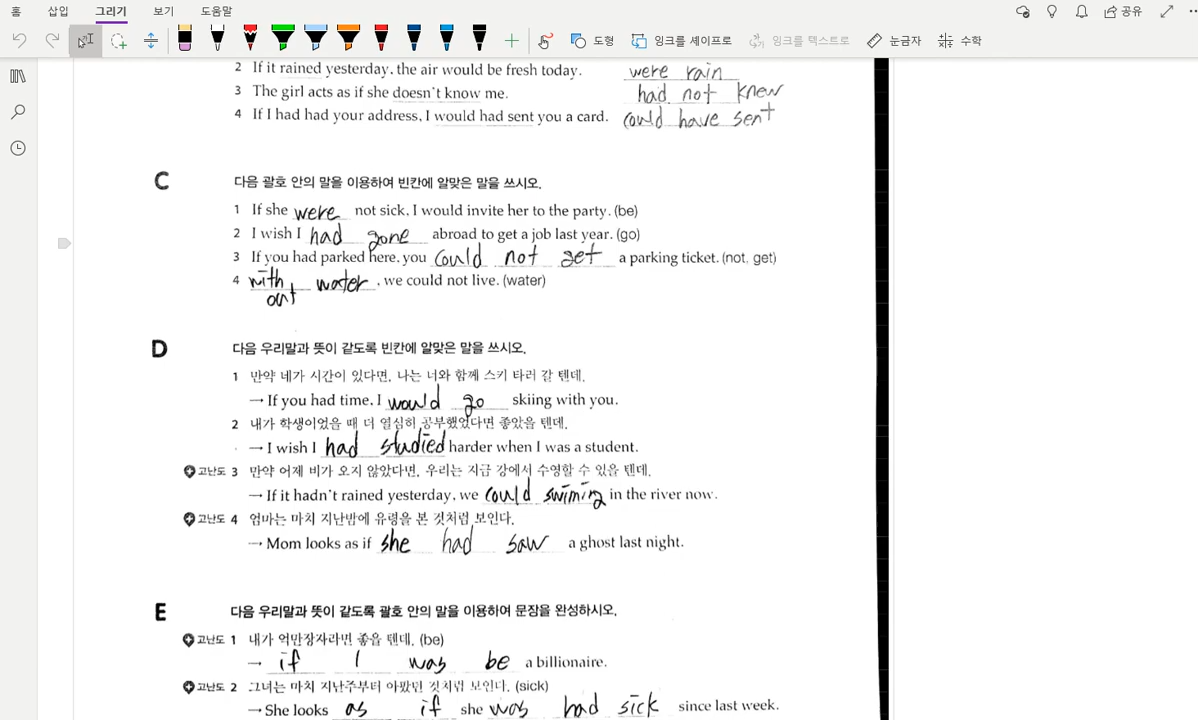 홈 삽입 그리기 보기 도움말 공유
도형 잉크를 셰이프로 잉크를 텍스트로 눈금자 수학
2 If it rained yesterday, the air would be fresh today. were rain
3 The girl acts as if she doesn't know me. had not knew
4 If I had had your address, I would had sent you a card. could have sent
C 다음 괄호 안의 말을 이용하여 빈칸에 알맞은 말을 쓰시오.
1 If she were not sick, I would invite her to the party. (be)
2 I wish I had gone abroad to get a job last year. (go)
3 If you had parked here, you could not get a parking ticket. (not, get)
4 with out water, we could not live. (water)
D 다음 우리말과 뜻이 같도록 빈칸에 알맞은 말을 쓰시오.
1 만약 네가 시간이 있다면, 나는 너와 함께 스키 타러 갈 텐데.
→ If you had time, I would go skiing with you.
2 내가 학생이었을 때 더 열심히 공부했었다면 좋았을 텐데.
→ I wish I had studied harder when I was a student.
고난도 3 만약 어제 비가 오지 않았다면, 우리는 지금 강에서 수영할 수 있을 텐데.
→ If it hadn't rained yesterday, we could swiming in the river now.
고난도 4 엄마는 마치 지난밤에 유령을 본 것처럼 보인다.
→ Mom looks as if she had saw a ghost last night.
E 다음 우리말과 뜻이 같도록 괄호 안의 말을 이용하여 문장을 완성하시오.
고난도 1 내가 억만장자라면 좋을 텐데. (be)
→ if I was be a billionaire.
고난도 2 그녀는 마치 지난주부터 아팠던 것처럼 보인다. (sick)
→ She looks as if she was had sick since last week.